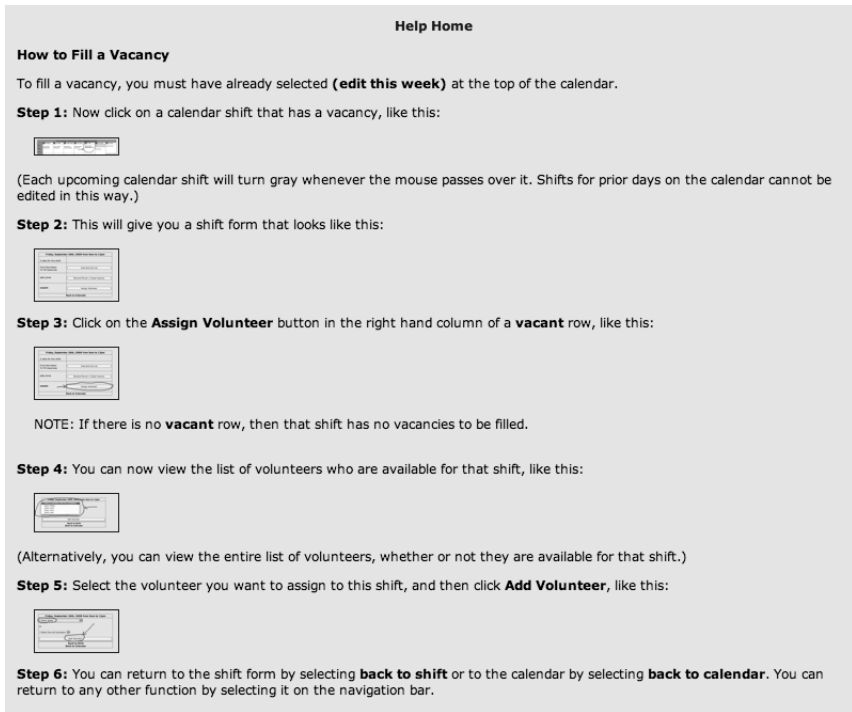 Help Home
How to Fill a Vacancy
To fill a vacancy, you must have already selected (edit this week) at the top of the calendar.
Step 1: Now click on a calendar shift that has a vacancy, like this:
(Each upcoming calendar shift will turn gray whenever the mouse passes over it. Shifts for prior days on the calendar cannot be
edited in this way.)
Step 2: This will give you a shift form that looks like this:
Step 3: Click on the Assign Volunteer button in the right hand column of a vacant row, like this:
NOTE: If there is no vacant row, then that shift has no vacancies to be filled.
Step 4: You can now view the list of volunteers who are available for that shift, like this:
(Alternatively, you can view the entire list of volunteers, whether or not they are available for that shift.)
Step 5: Select the volunteer you want to assign to this shift, and then click Add Volunteer, like this:
Step 6: You can return to the shift form by selecting back to shift or to the calendar by selecting back to calendar. You can
return to any other function by selecting it on the navigation bar.